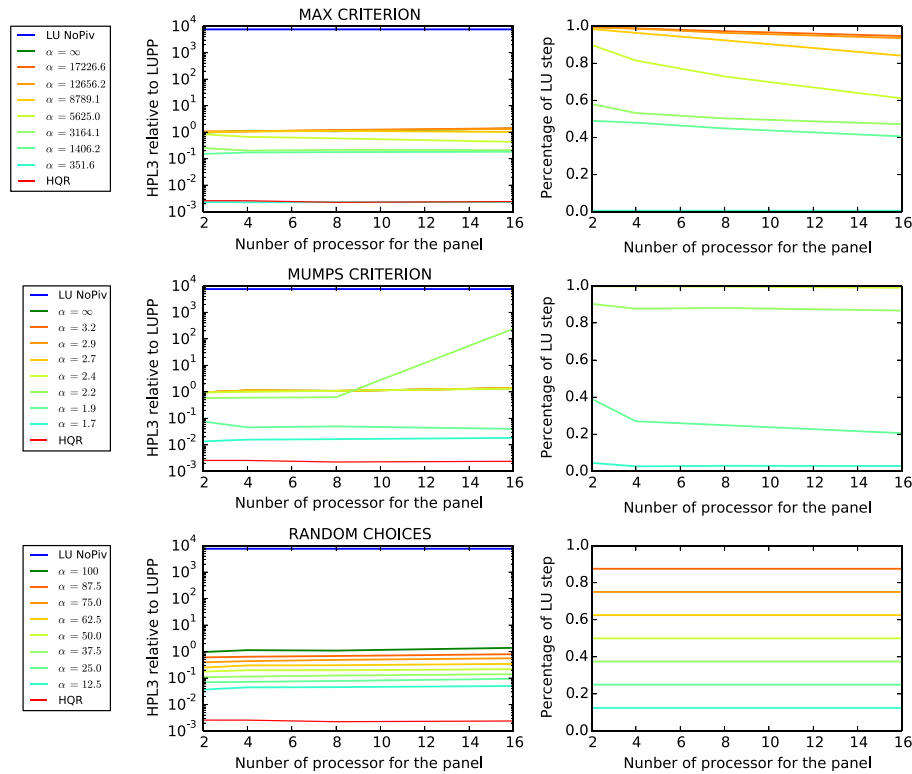 MAX CRITERION
LU NoPiv
α = ∞
α = 17226.6
α = 12656.2
α = 8789.1
α = 5625.0
α = 3164.1
α = 1406.2
α = 351.6
HQR
HPL3 relative to LUPP
10^4
10^3
10^2
10^1
10^0
10^-1
10^-2
10^-3
2 4 6 8 10 12 14 16
Nunber of processor for the panel
Percentage of LU step
1.0
0.8
0.6
0.4
0.2
0.0
2 4 6 8 10 12 14 16
Nunber of processor for the panel
MUMPS CRITERION
LU NoPiv
α = ∞
α = 3.2
α = 2.9
α = 2.7
α = 2.4
α = 2.2
α = 1.9
α = 1.7
HQR
HPL3 relative to LUPP
10^4
10^3
10^2
10^1
10^0
10^-1
10^-2
10^-3
2 4 6 8 10 12 14 16
Nunber of processor for the panel
Percentage of LU step
1.0
0.8
0.6
0.4
0.2
0.0
2 4 6 8 10 12 14 16
Nunber of processor for the panel
RANDOM CHOICES
LU NoPiv
α = 100
α = 87.5
α = 75.0
α = 62.5
α = 50.0
α = 37.5
α = 25.0
α = 12.5
HQR
HPL3 relative to LUPP
10^4
10^3
10^2
10^1
10^0
10^-1
10^-2
10^-3
2 4 6 8 10 12 14 16
Nunber of processor for the panel
Percentage of LU step
1.0
0.8
0.6
0.4
0.2
0.0
2 4 6 8 10 12 14 16
Nunber of processor for the panel